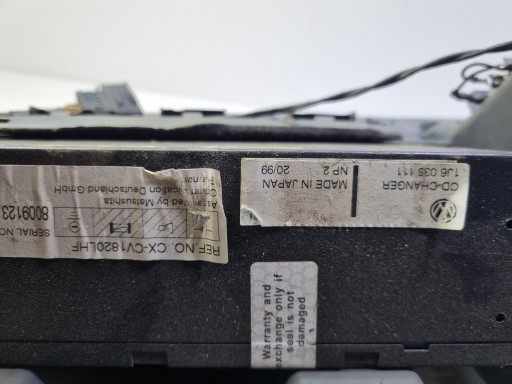 CD-CHANGER
1J6 035 111
MADE IN JAPAN
NP 2
20/99
REF.NO. CX-CV1820LHF
SERIAL NO
8009123
by Matsushita
Communication Deutschland GmbH
Warranty and
exchange only if
seal is not
damaged